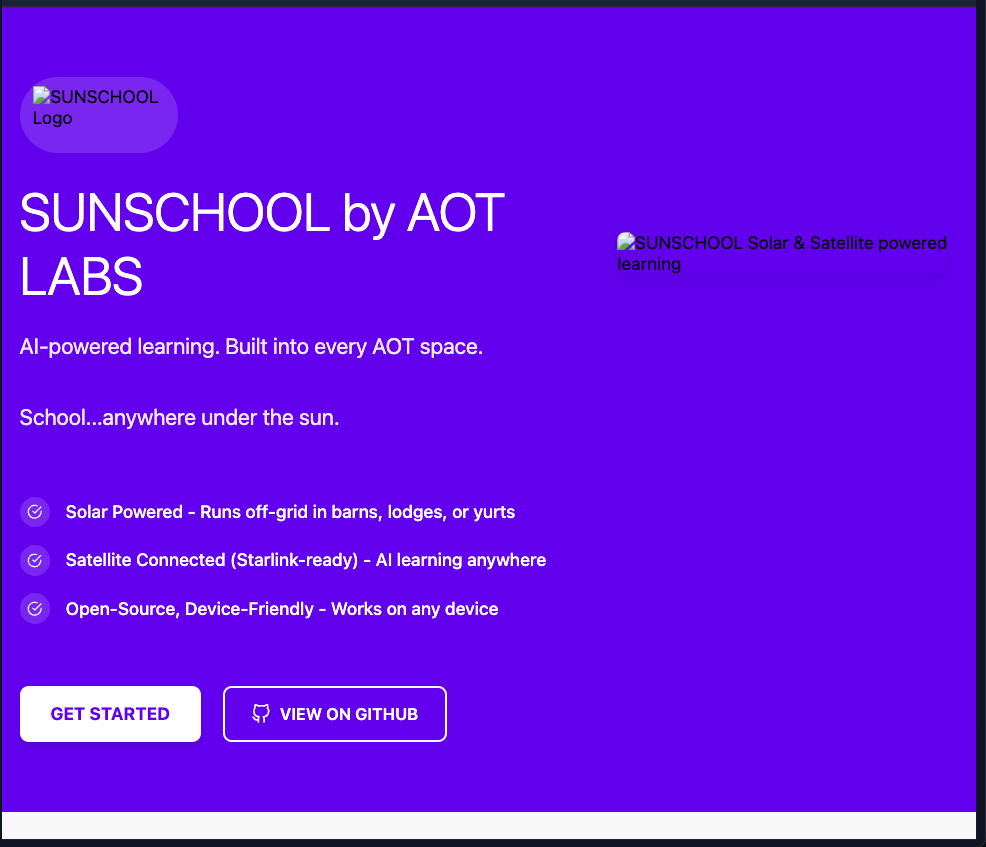 SUNSCHOOL
Logo
SUNSCHOOL by AOT
LABS
SUNSCHOOL Solar & Satellite powered
learning
AI-powered learning. Built into every AOT space.
School...anywhere under the sun.
Solar Powered - Runs off-grid in barns, lodges, or yurts
Satellite Connected (Starlink-ready) - AI learning anywhere
Open-Source, Device-Friendly - Works on any device
GET STARTED
VIEW ON GITHUB